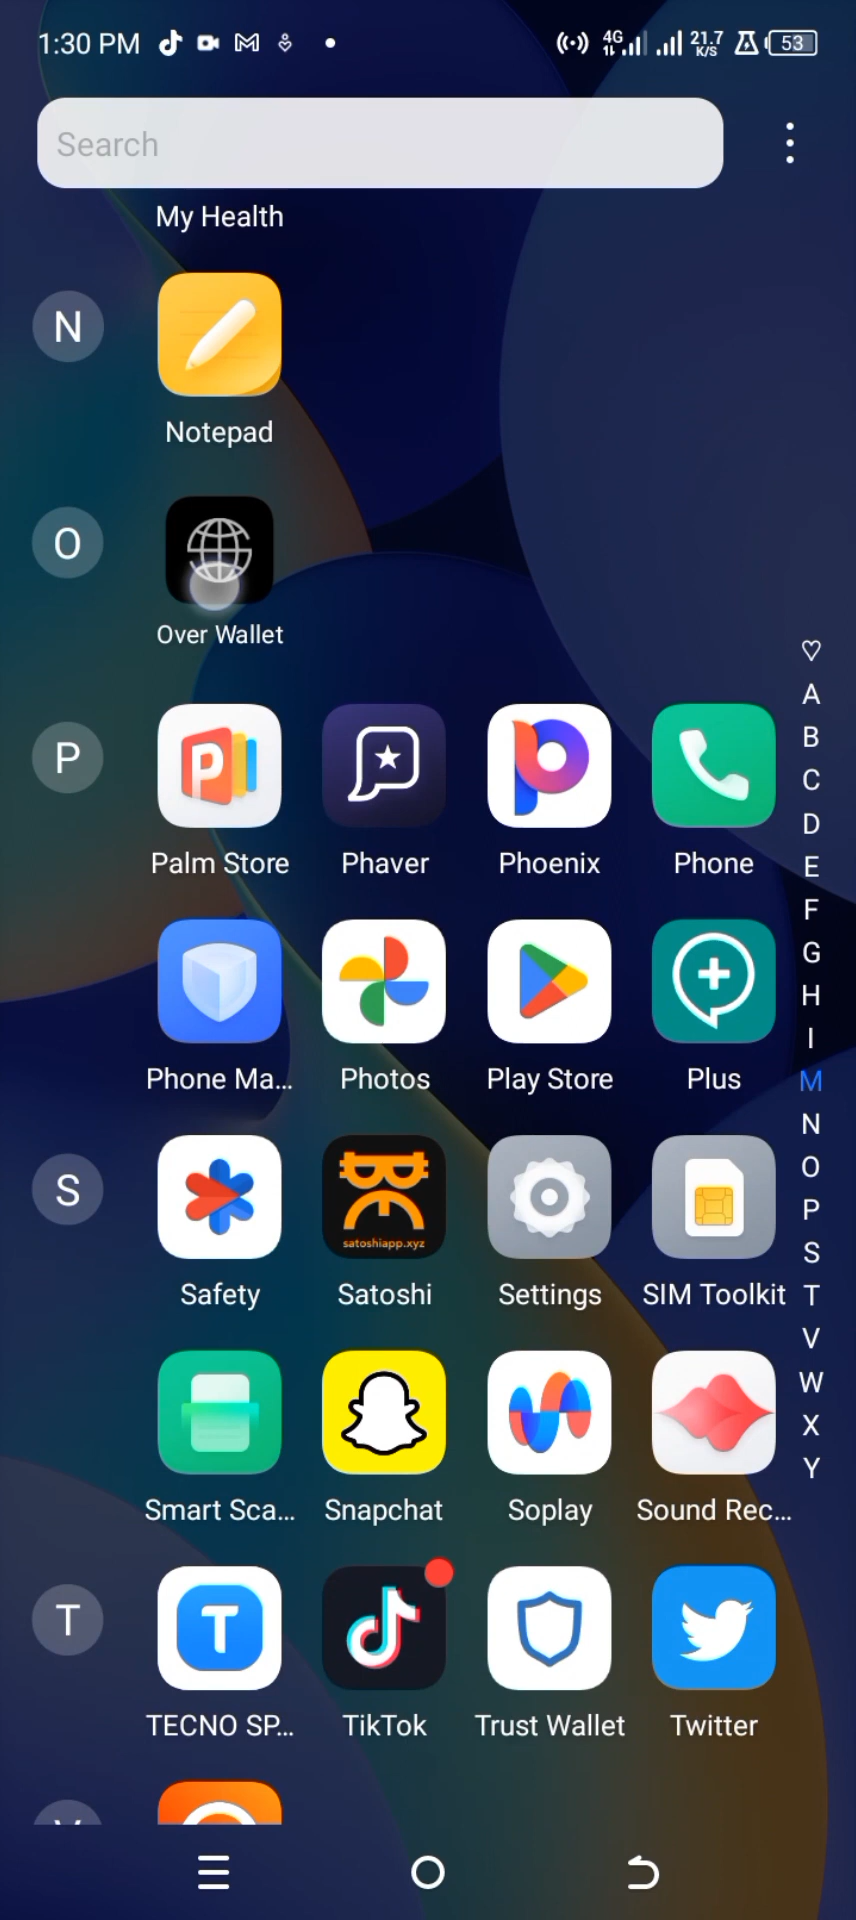 1:30 PM
4G
21.7
K/S
53
Search
My Health
N
Notepad
O
Over Wallet
P
Palm Store Phaver Phoenix Phone
Phone Ma... Photos Play Store Plus
S
satoshiapp.xyz
Safety Satoshi Settings SIM Toolkit
Smart Sca... Snapchat Soplay Sound Rec...
T
TECNO SP... TikTok Trust Wallet Twitter
A
B
C
D
E
F
G
H
I
M
N
O
P
S
T
V
W
X
Y